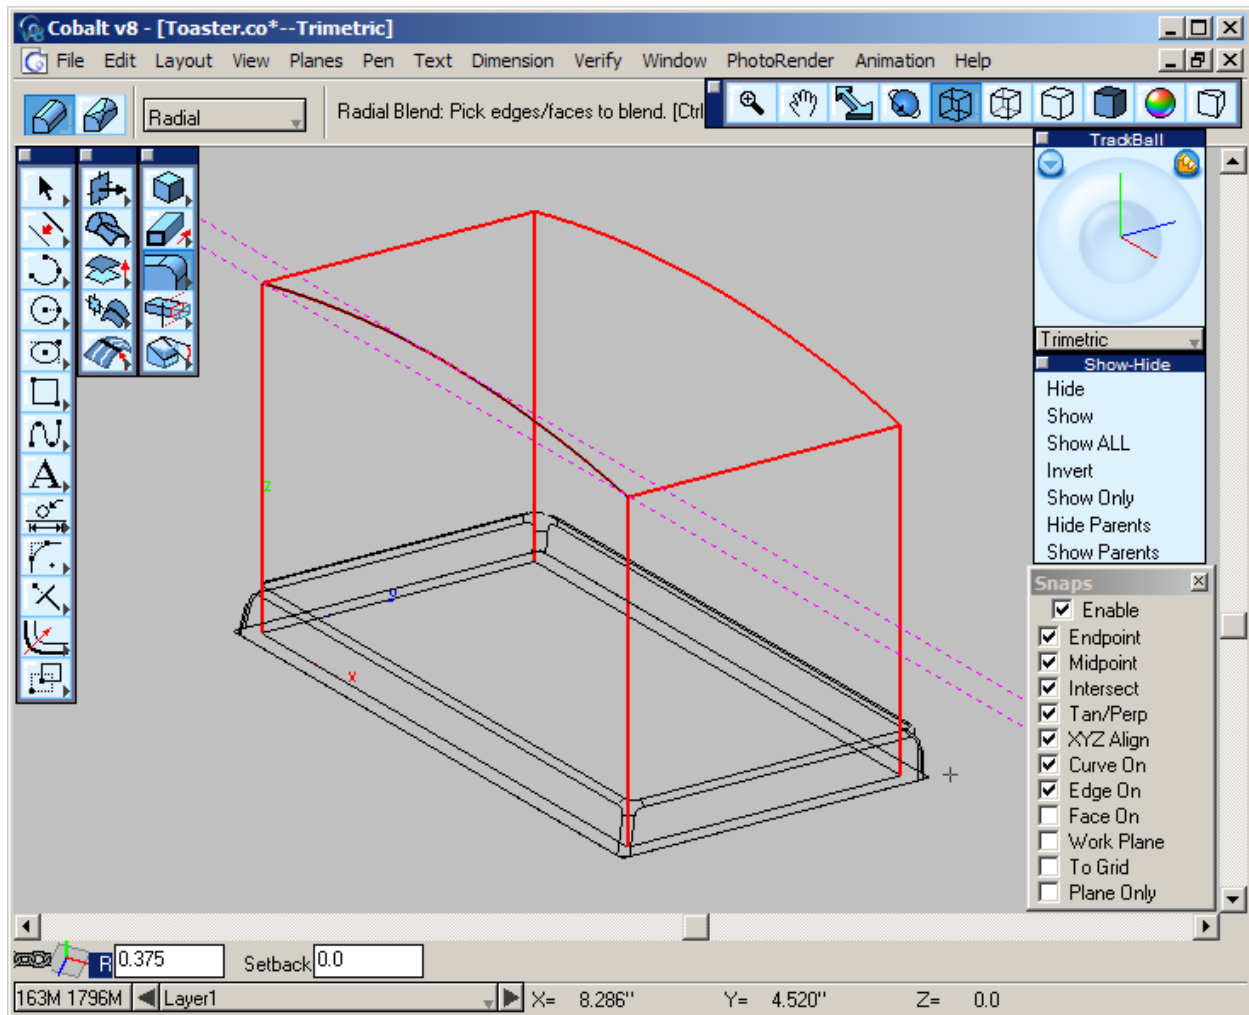 Cobalt v8 - [Toaster.co*--Trimetric]
File Edit Layout View Planes Pen Text Dimension Verify Window PhotoRender Animation Help
Radial
Radial Blend: Pick edges/faces to blend. [Ctrl
TrackBall
Trimetric
Show-Hide
Hide
Show
Show ALL
Invert
Show Only
Hide Parents
Show Parents
Snaps
Enable
Endpoint
Midpoint
Intersect
Tan/Perp
XYZ Align
Curve On
Edge On
Face On
Work Plane
To Grid
Plane Only
A
z
y
x
R 0.375 Setback 0.0
163M 1796M Layer1 X= 8.286" Y= 4.520" Z= 0.0